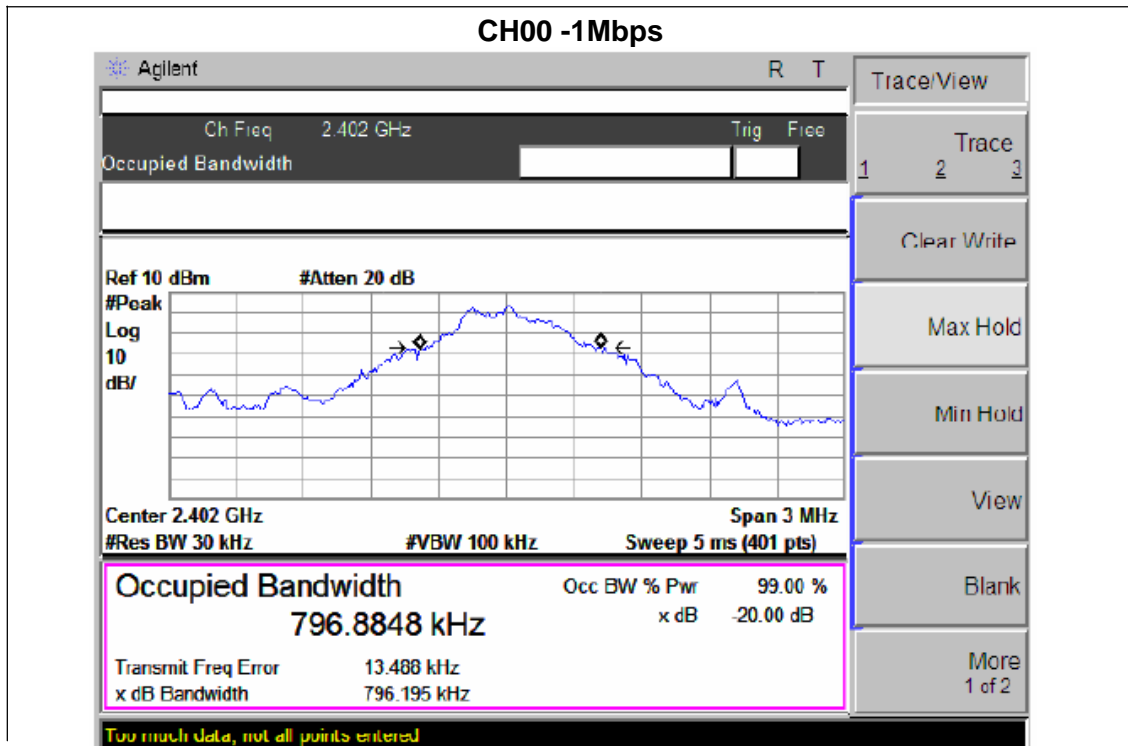 CH00 -1Mbps
Agilent R T
Trace/View
Ch Freq 2.402 GHz Trig Free
Occupied Bandwidth
Trace
1 2 3
Clear Write
Ref 10 dBm #Atten 20 dB
#Peak
Log
10
dB/
Max Hold
Min Hold
View
Center 2.402 GHz Span 3 MHz
#Res BW 30 kHz #VBW 100 kHz Sweep 5 ms (401 pts)
Occupied Bandwidth Occ BW % Pwr 99.00 %
796.8848 kHz x dB -20.00 dB
Blank
Transmit Freq Error 13.488 kHz
x dB Bandwidth 796.195 kHz
More
1 of 2
Too much data, not all points entered